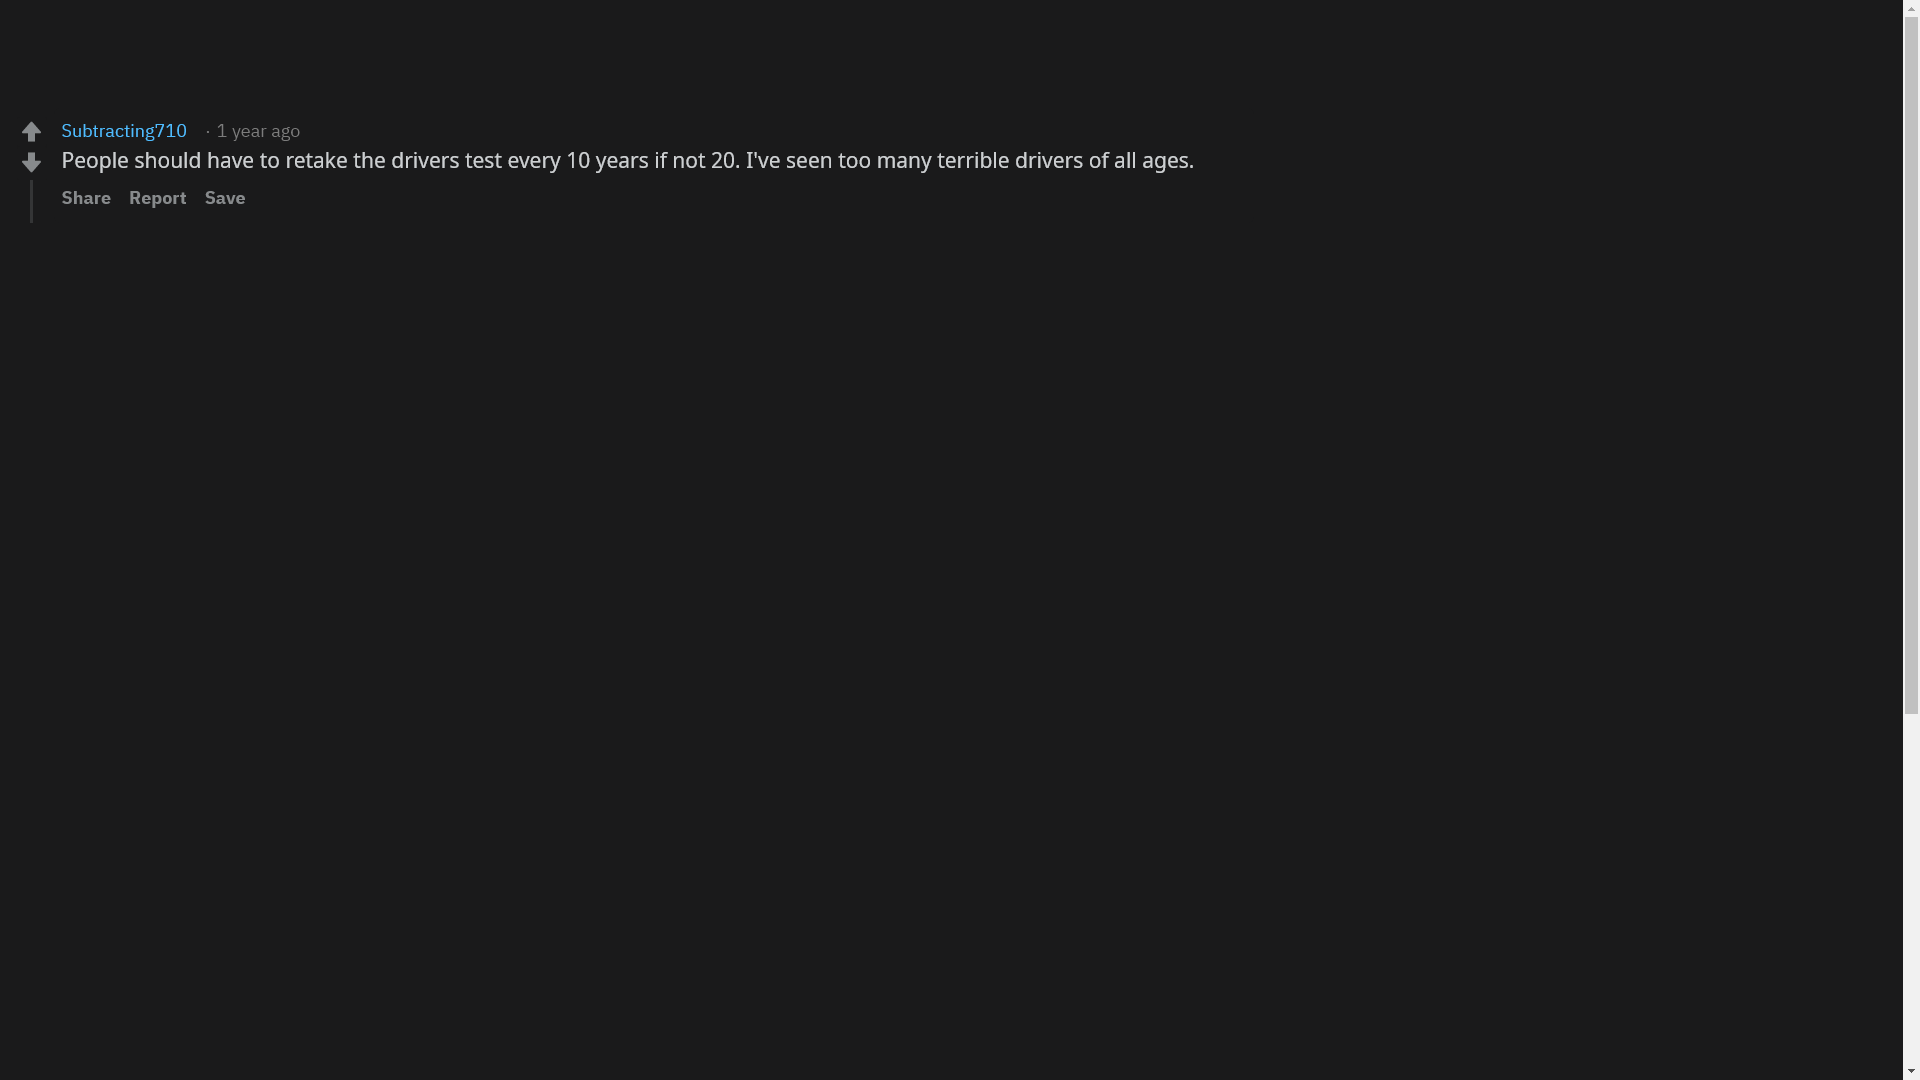 Subtracting710 · 1 year ago
People should have to retake the drivers test every 10 years if not 20. I've seen too many terrible drivers of all ages.
Share Report Save